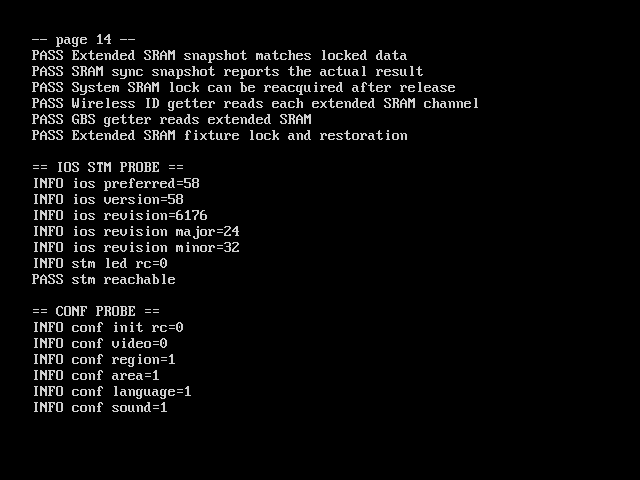 -- page 14 --
PASS Extended SRAM snapshot matches locked data
PASS SRAM sync snapshot reports the actual result
PASS System SRAM lock can be reacquired after release
PASS Wireless ID getter reads each extended SRAM channel
PASS GBS getter reads extended SRAM
PASS Extended SRAM fixture lock and restoration
== IOS STM PROBE ==
INFO ios preferred=58
INFO ios version=58
INFO ios revision=6176
INFO ios revision major=24
INFO ios revision minor=32
INFO stm led rc=0
PASS stm reachable
== CONF PROBE ==
INFO conf init rc=0
INFO conf video=0
INFO conf region=1
INFO conf area=1
INFO conf language=1
INFO conf sound=1